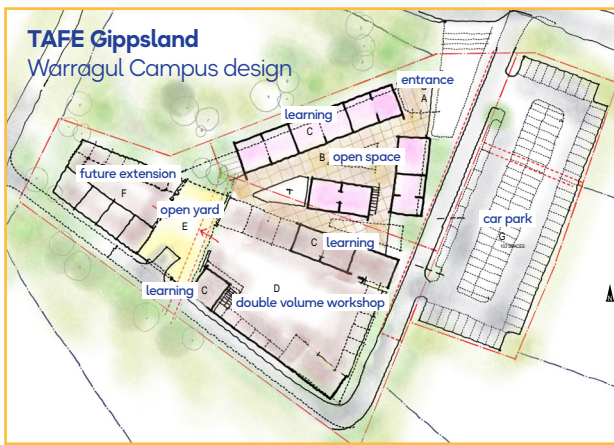 TAFE Gippsland
Warragul Campus design
entrance
A
learning
C
B
open space
future extension
F
open yard
E
car park
G
C
learning
learning
C
D
double volume workshop